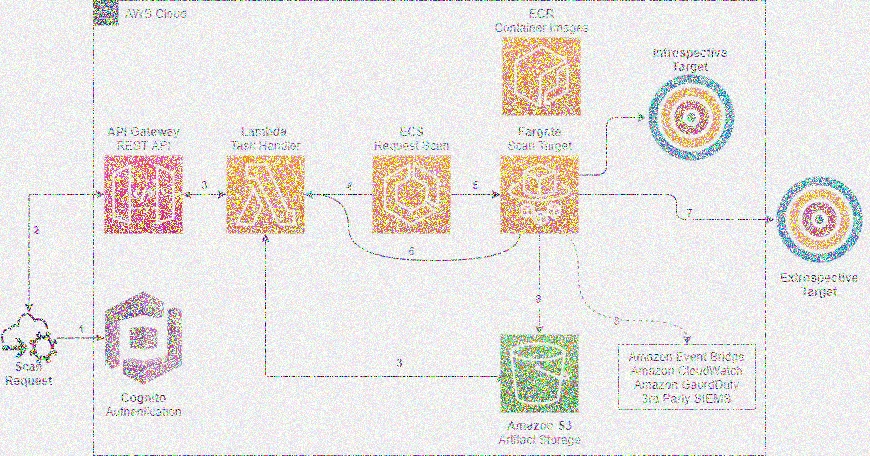 AWS Cloud
ECR
Container Images
Introspective
Target
API Gateway
REST API
Lambda
Task Handler
ECS
Request Scan
Fargate
Scan Target
3
4
5
7
2
6
Extrospective
Target
8
1
3
Scan
Request
Amazon Event Bridge
Amazon CloudWatch
Amazon GaurdDuty
3rd Party SIEMS
Cognito
Authentication
Amazon S3
Artifact Storage